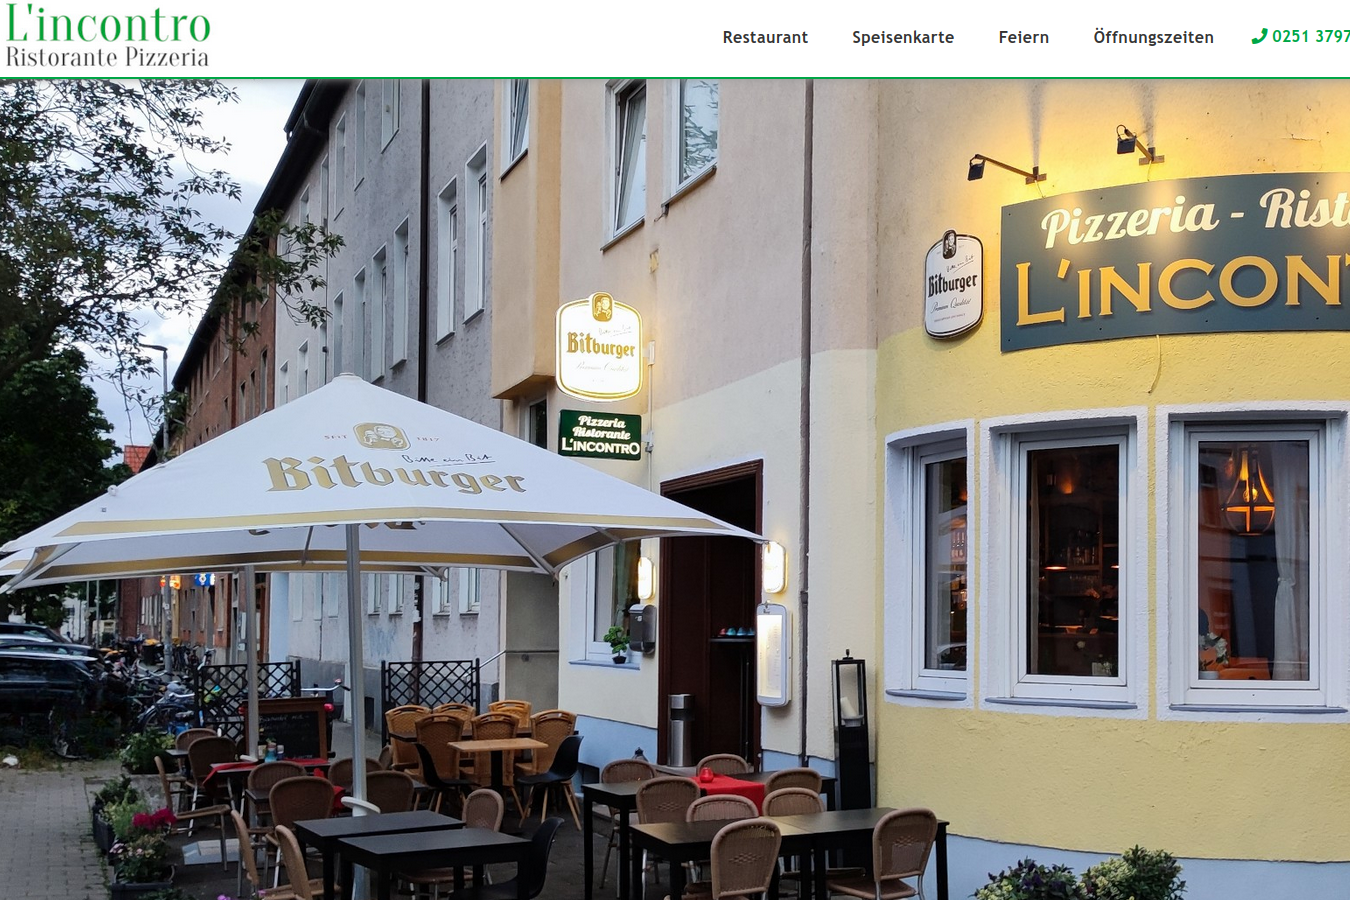 L'incontro
Ristorante Pizzeria
Restaurant
Speisenkarte
Feiern
Öffnungszeiten
0251 3797
Pizzeria - Rist
L'INCONT
Bitte ein Bit
Bitburger
Premium Qualität
Bitburger
Premium Qualität
Pizzeria
Ristorante
L'INCONTRO
SEIT 1817
Bitte ein Bit
Bitburger